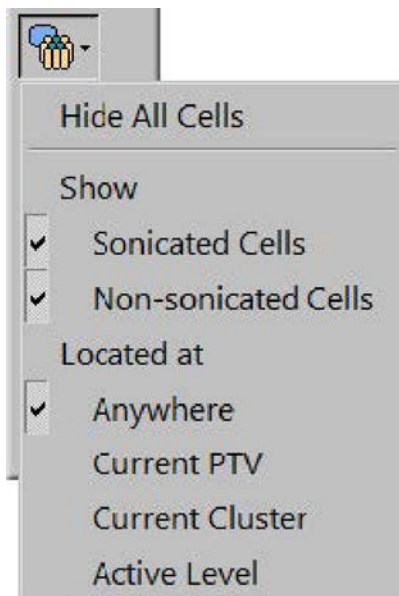 Hide All Cells
Show
Sonicated Cells
Non-sonicated Cells
Located at
Anywhere
Current PTV
Current Cluster
Active Level